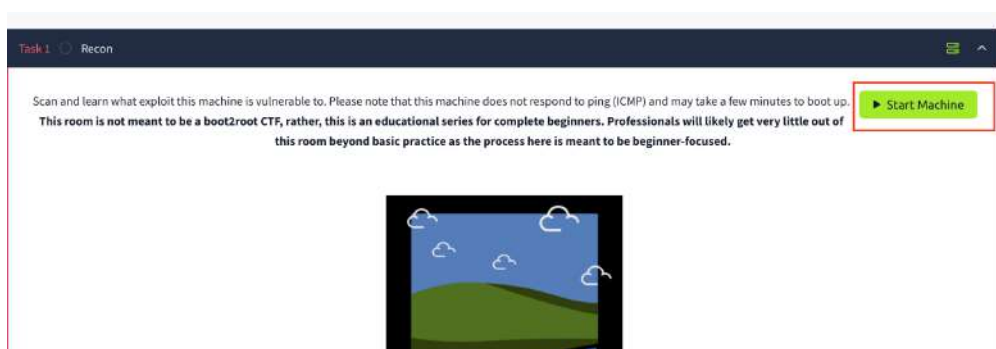 Task 1 Recon
Scan and learn what exploit this machine is vulnerable to. Please note that this machine does not respond to ping (ICMP) and may take a few minutes to boot up.
This room is not meant to be a boot2root CTF, rather, this is an educational series for complete beginners. Professionals will likely get very little out of
this room beyond basic practice as the process here is meant to be beginner-focused.
Start Machine